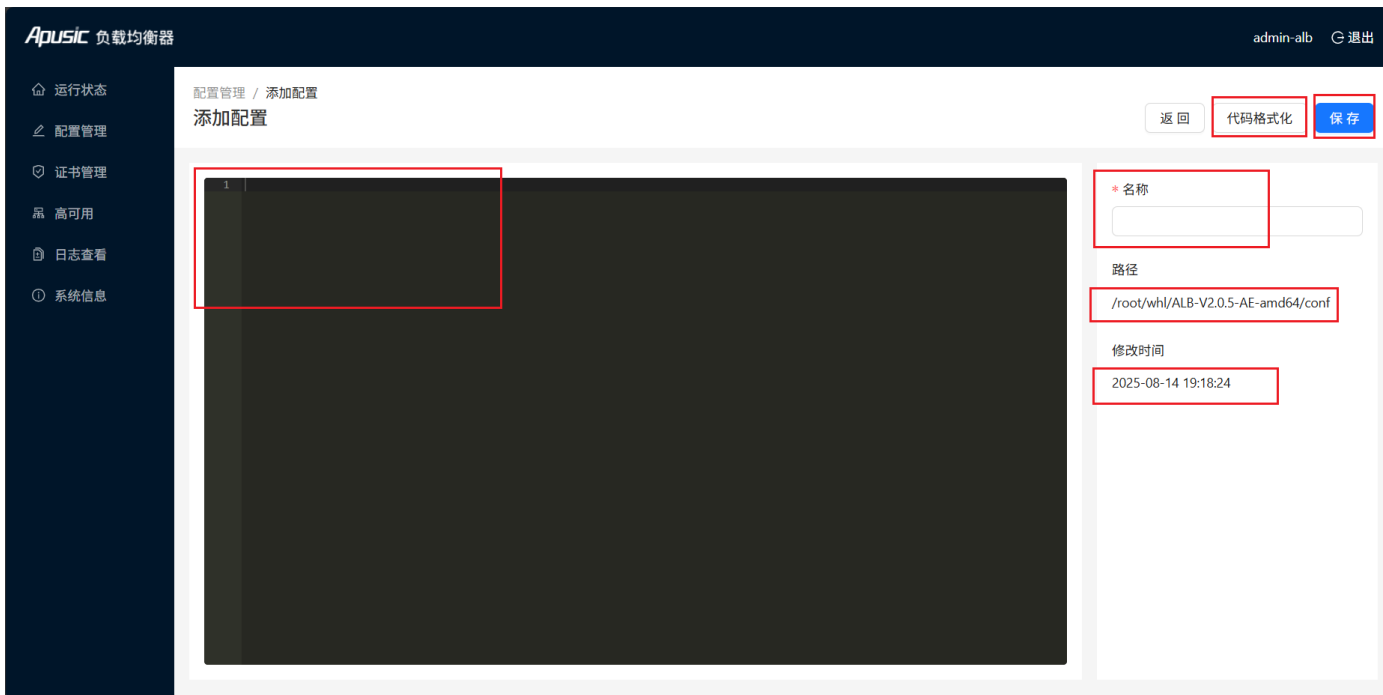 Apusic 负载均衡器
admin-alb 退出
运行状态
配置管理
证书管理
高可用
日志查看
系统信息
配置管理 / 添加配置
添加配置
返 回
代码格式化
保 存
1
* 名称
路径
/root/whl/ALB-V2.0.5-AE-amd64/conf
修改时间
2025-08-14 19:18:24